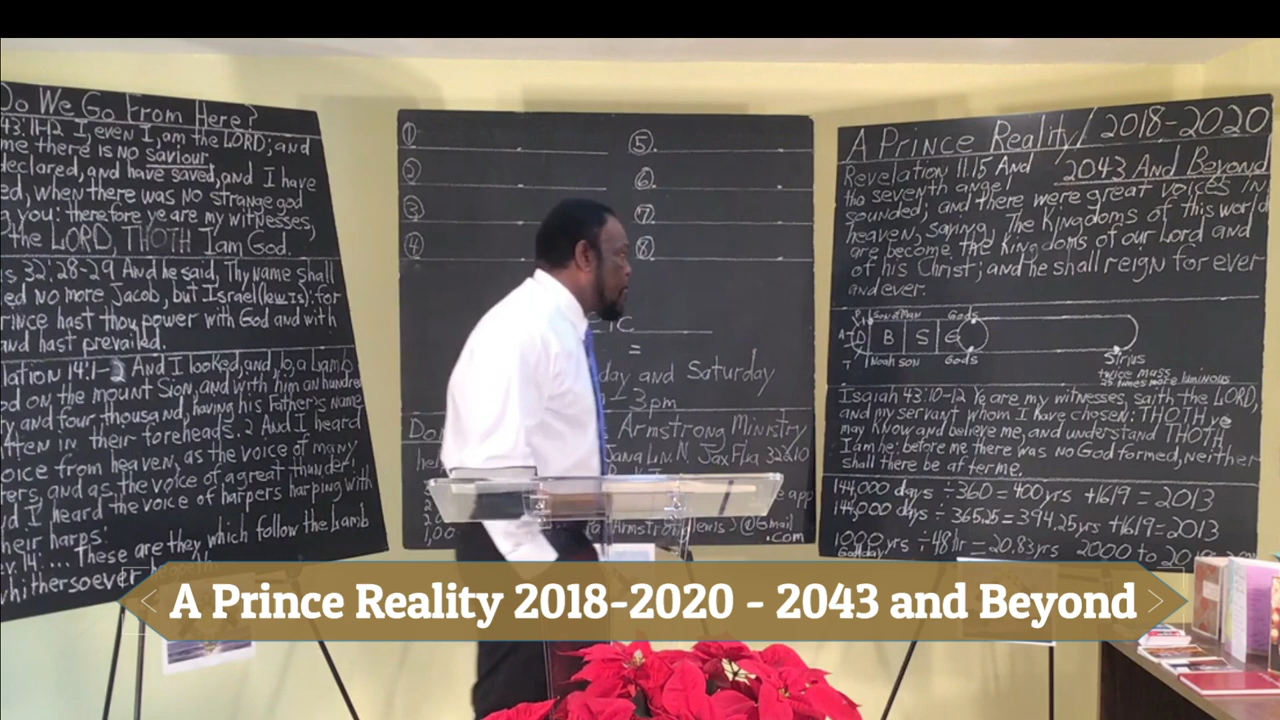 Do We Go From Here?
43:11-12 I, even I, am the LORD; and
me there is no saviour.
declared, and have saved, and I have
ed, when there was no strange god
g you: therefore ye are my witnesses,
the LORD, THOTH I am God.
s 32:28-29 And he said, Thy name shall
ed no more Jacob, but Israel
for
rince hast thou power with God and with
and hast prevailed.
lation 14:1-2 And I looked, and, lo, a Lamb
od on the mount Sion, and with him an hundred
y and four thousand, having his Father's name
tten in their foreheads. 2 And I heard
oice from heaven, as the voice of many
ters, and as the voice of a great thunder,
d I heard the voice of harpers harping with
heir harps:
v. 14: ... These are they which follow the Lamb
whithersoever
① 
②
③
④
⑤.
⑥.
⑦.
⑧.
=
day and Saturday
3pm
Armstrong Ministry
Jana Ln. N. Jax Fla 32210
app
@Gmail
.com
A Prince Reality/2018-2020
2043 And Beyond
Revelation 11.15 And
tha seventh angel
sounded; and there were great voices in
heaven, saying, The Kingdoms of this world
are become the Kingdoms of our Lord and
of his Christ; and he shall reign for ever
and ever.
Gods
B S G
Noah son
Gods
Sirius
twice mass
25 times more luminous
Isaiah 43:10-12 Ye are my witnesses, saith the LORD,
and my servant whom I have chosen: THOTH ye
may know and believe me, and understand THOTH
I am he: before me there was no God formed, neither
shall there be after me.
144,000 days ÷ 360 = 400 yrs + 1619 = 2013
144,000 days ÷ 365.25 = 394.25 yrs + 1619 = 2013
1000 yrs ÷ 48 hr = 20.83 yrs 2000 to
God day
A Prince Reality 2018-2020 - 2043 and Beyond